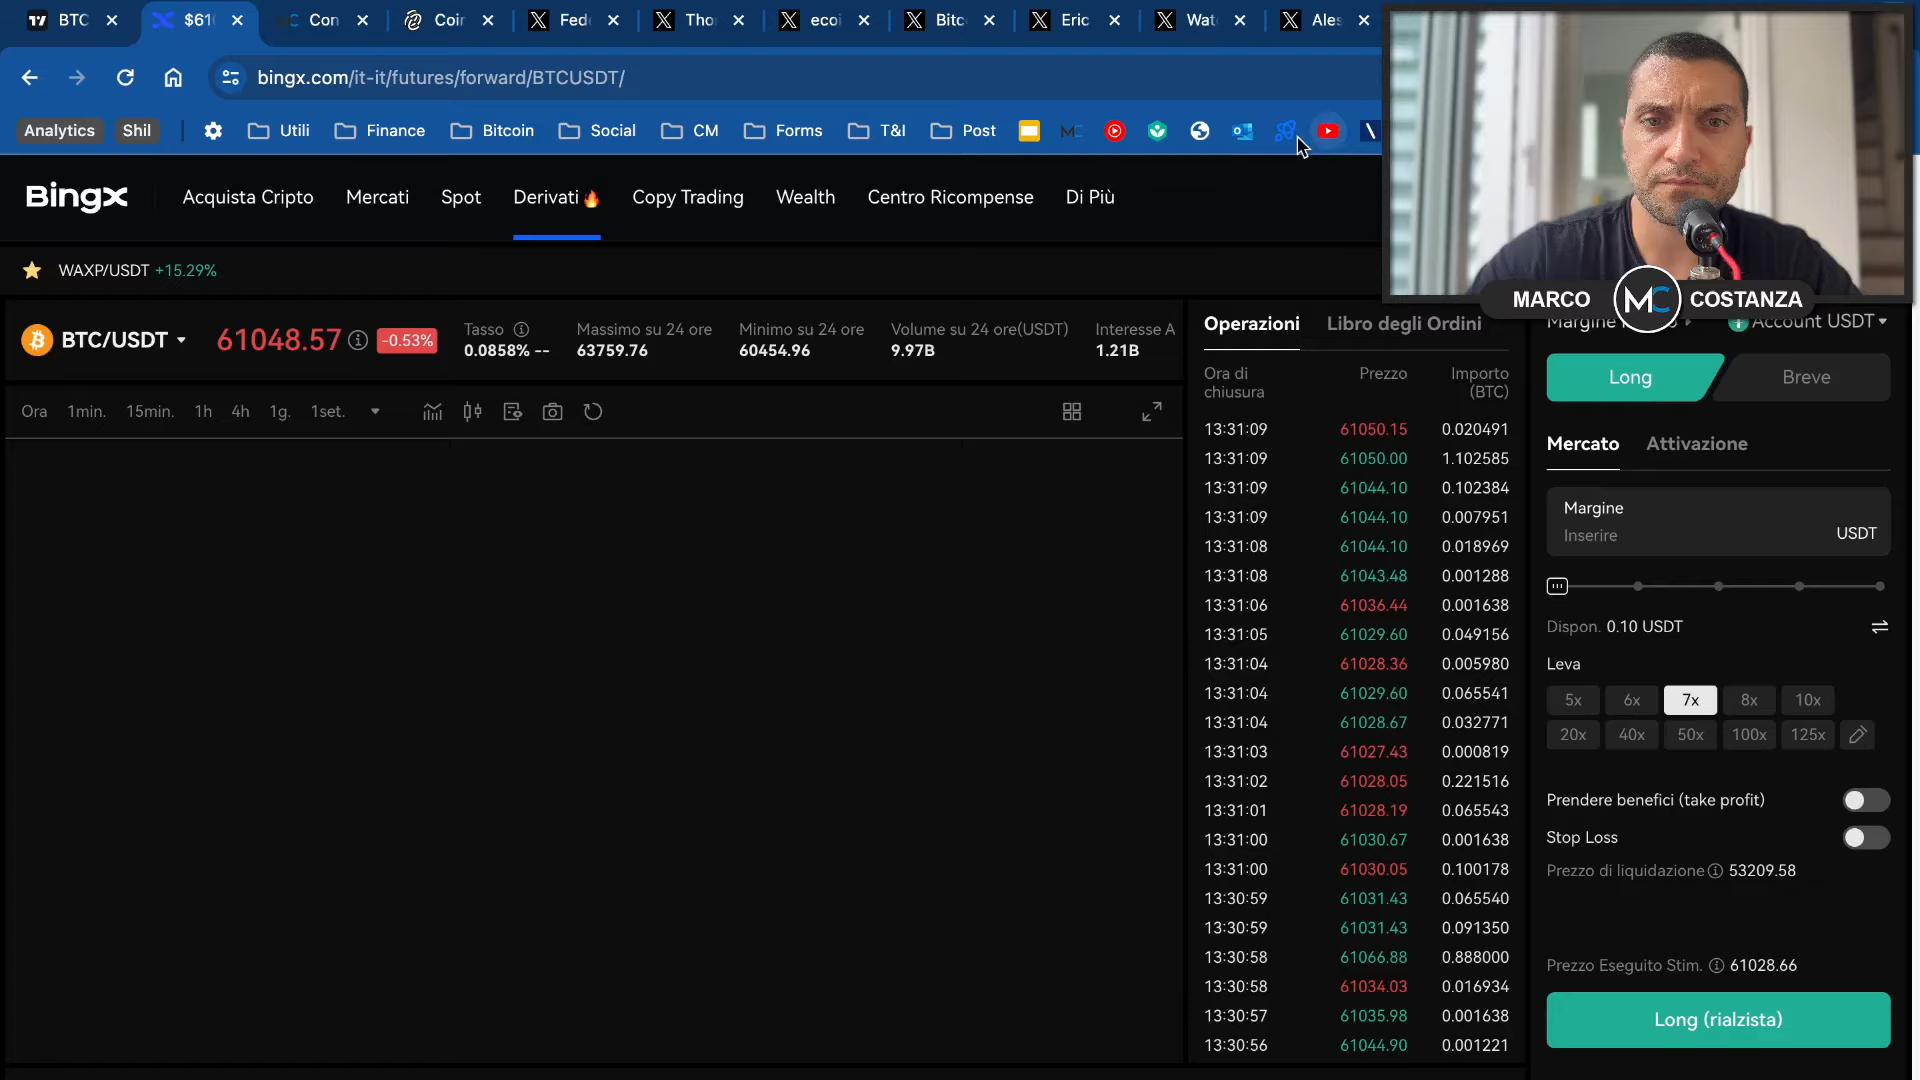 BTC
$61
Con
Coin
Fed
Tho
ecoi
Bitc
Eric
Wat
Ales
bingx.com/it-it/futures/forward/BTCUSDT/
Analytics
Shil
Utili
Finance
Bitcoin
Social
CM
Forms
T&I
Post
BingX
Acquista Cripto
Mercati
Spot
Derivati
Copy Trading
Wealth
Centro Ricompense
Di Più
MARCO MC COSTANZA
WAXP/USDT +15.29%
BTC/USDT
61048.57
-0.53%
Tasso
0.0858% --
Massimo su 24 ore
63759.76
Minimo su 24 ore
60454.96
Volume su 24 ore(USDT)
9.97B
Interesse A
1.21B
Ora
1min.
15min.
1h
4h
1g.
1set.
Operazioni
Libro degli Ordini
Ora di chiusura
Prezzo
Importo (BTC)
13:31:09 61050.15 0.020491
13:31:09 61050.00 1.102585
13:31:09 61044.10 0.102384
13:31:09 61044.10 0.007951
13:31:08 61044.10 0.018969
13:31:08 61043.48 0.001288
13:31:06 61036.44 0.001638
13:31:05 61029.60 0.049156
13:31:04 61028.36 0.005980
13:31:04 61029.60 0.065541
13:31:04 61028.67 0.032771
13:31:03 61027.43 0.000819
13:31:02 61028.05 0.221516
13:31:01 61028.19 0.065543
13:31:00 61030.67 0.001638
13:31:00 61030.05 0.100178
13:30:59 61031.43 0.065540
13:30:59 61031.43 0.091350
13:30:58 61066.88 0.888000
13:30:58 61034.03 0.016934
13:30:57 61035.98 0.001638
13:30:56 61044.90 0.001221
Margine
Account USDT
Long
Breve
Mercato
Attivazione
Margine
Inserire
USDT
Dispon. 0.10 USDT
Leva
5x 6x 7x 8x 10x
20x 40x 50x 100x 125x
Prendere benefici (take profit)
Stop Loss
Prezzo di liquidazione 53209.58
Prezzo Eseguito Stim. 61028.66
Long (rialzista)